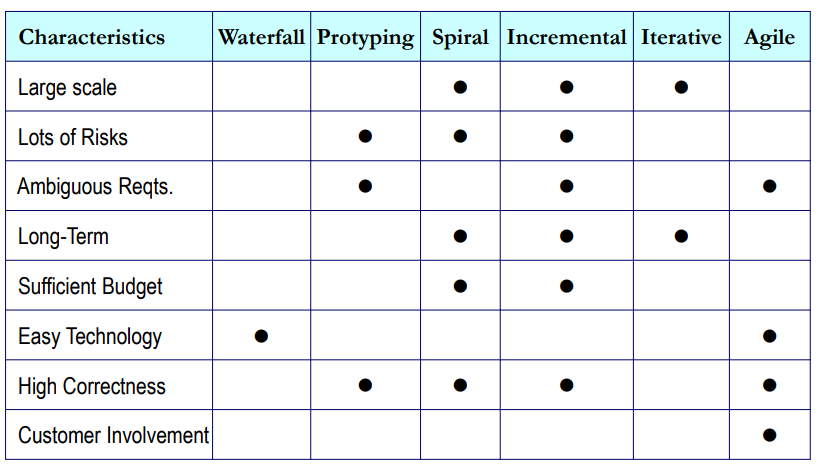 Characteristics Waterfall Protyping Spiral Incremental Iterative Agile
Large scale ● ● ●
Lots of Risks ● ● ●
Ambiguous Reqts. ● ● ●
Long-Term ● ● ●
Sufficient Budget ● ●
Easy Technology ● ●
High Correctness ● ● ● ●
Customer Involvement ●